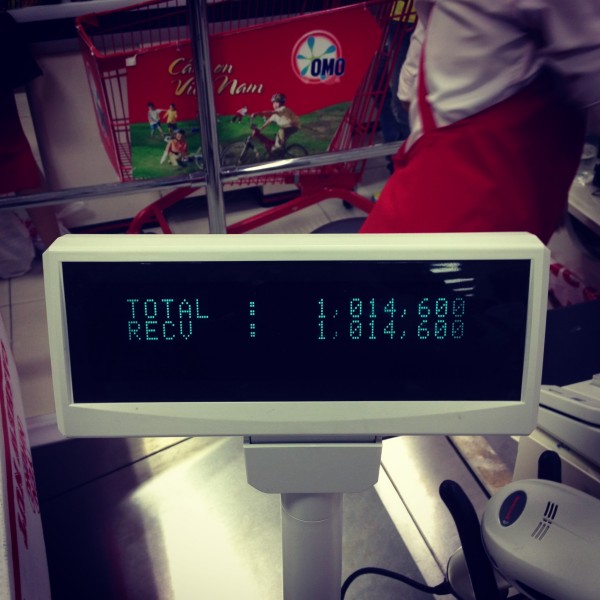 Cảm ơn
Việt Nam
OMO
TOTAL : 1,014,600
RECV : 1,014,600